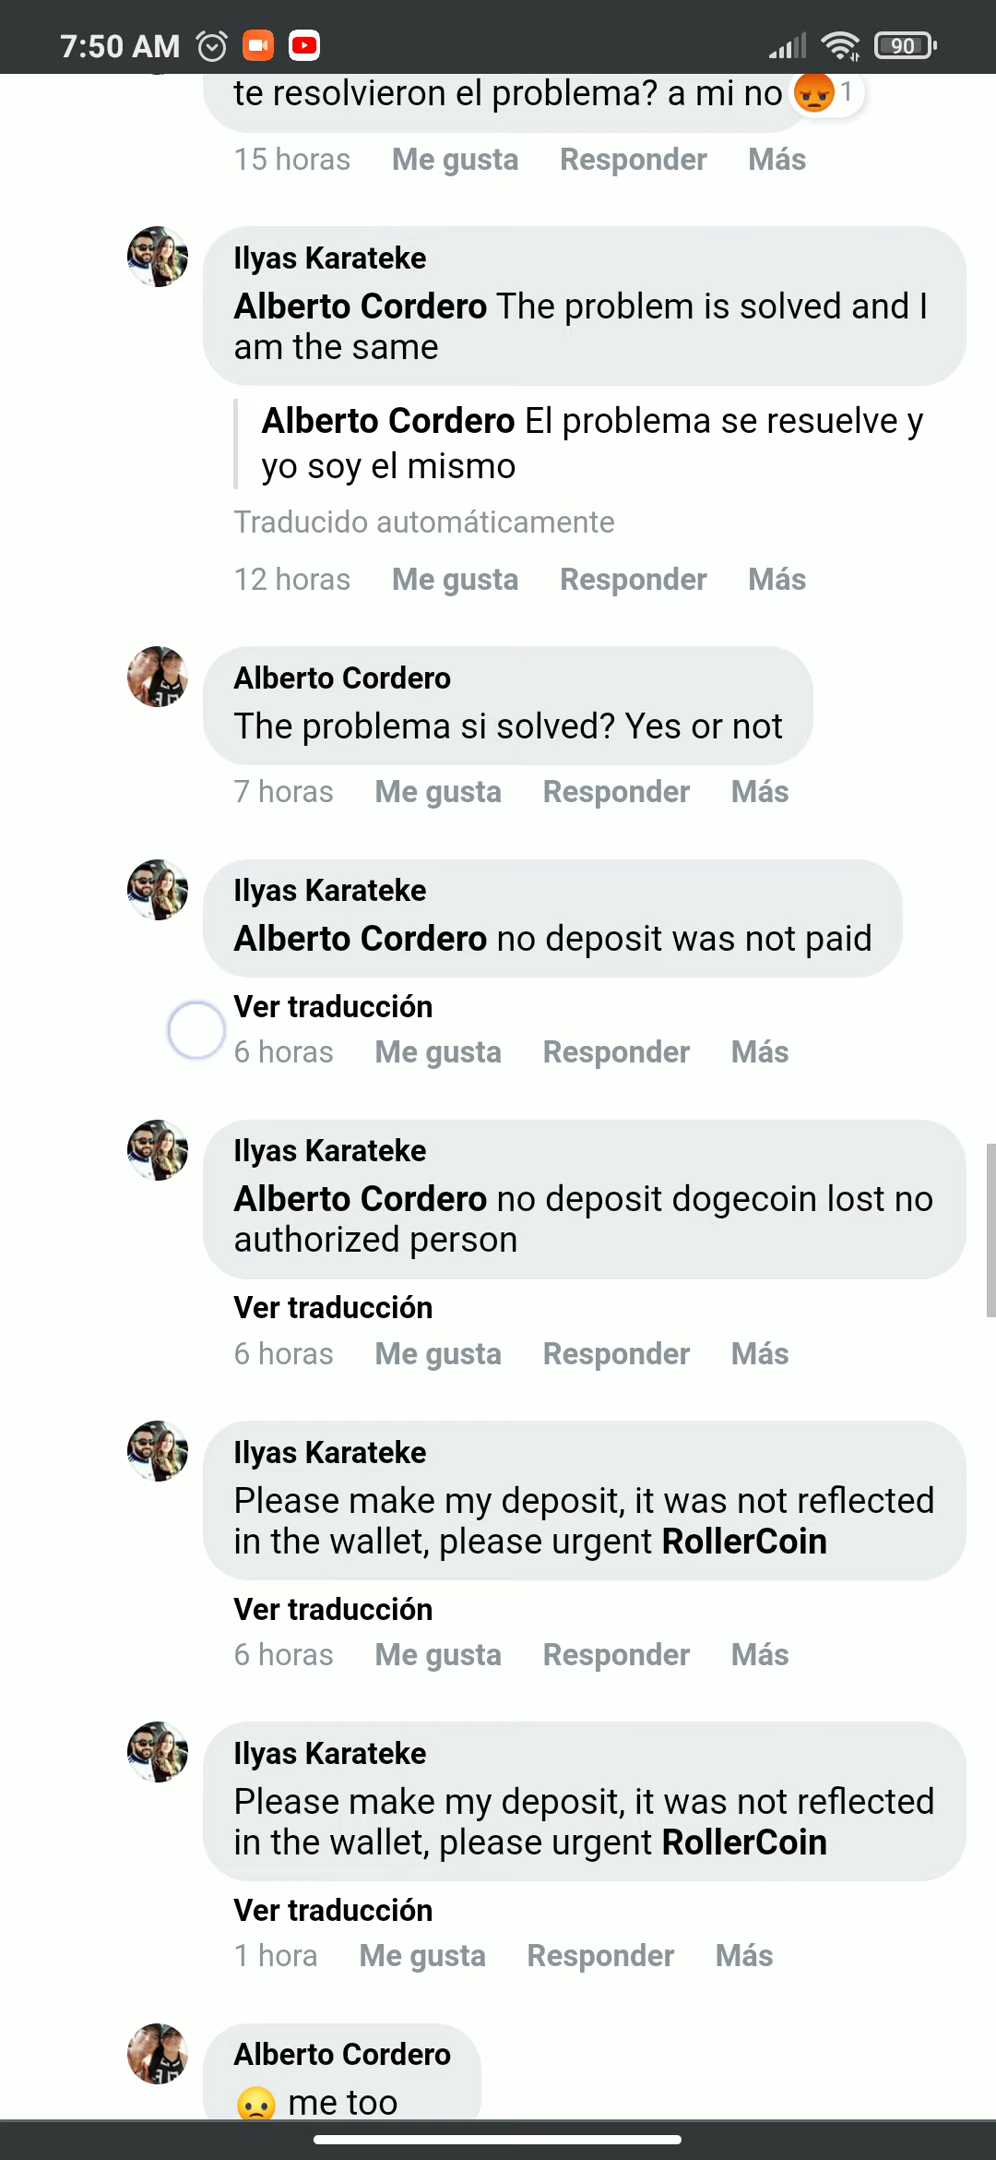 7:50 AM
90
te resolvieron el problema? a mi no 😡 1
15 horas Me gusta Responder Más
Ilyas Karateke
Alberto Cordero The problem is solved and I
am the same
Alberto Cordero El problema se resuelve y
yo soy el mismo
Traducido automáticamente
12 horas Me gusta Responder Más
Alberto Cordero
The problema si solved? Yes or not
7 horas Me gusta Responder Más
Ilyas Karateke
Alberto Cordero no deposit was not paid
Ver traducción
6 horas Me gusta Responder Más
Ilyas Karateke
Alberto Cordero no deposit dogecoin lost no
authorized person
Ver traducción
6 horas Me gusta Responder Más
Ilyas Karateke
Please make my deposit, it was not reflected
in the wallet, please urgent RollerCoin
Ver traducción
6 horas Me gusta Responder Más
Ilyas Karateke
Please make my deposit, it was not reflected
in the wallet, please urgent RollerCoin
Ver traducción
1 hora Me gusta Responder Más
Alberto Cordero
😞 me too